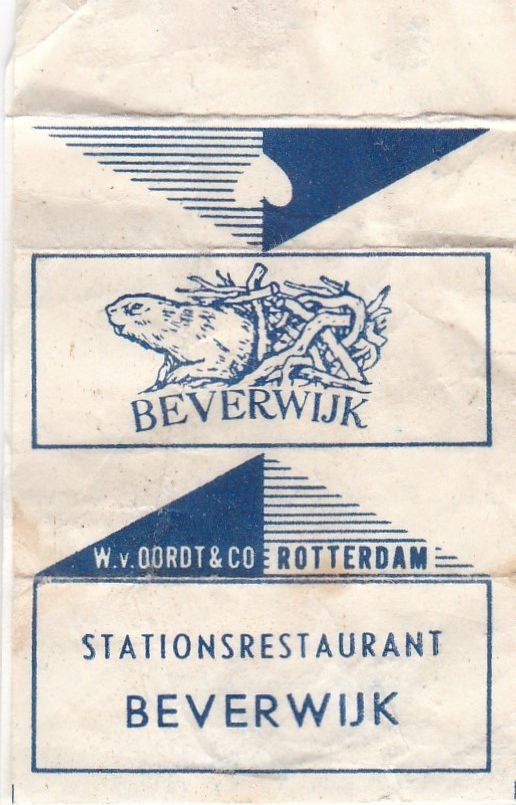 BEVERWIJK
W.v.OORDT & CO ROTTERDAM
STATIONSRESTAURANT
BEVERWIJK